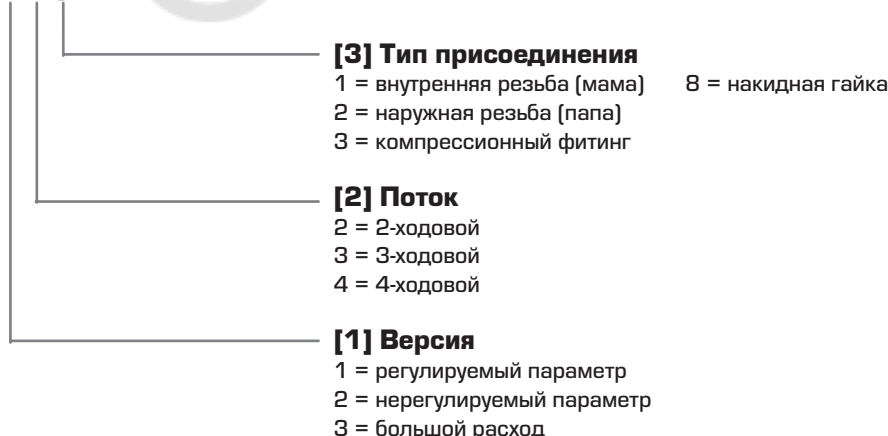 [3] Тип присоединения
1 = внутренняя резьба (мама) 8 = накидная гайка
2 = наружная резьба (папа)
3 = компрессионный фитинг
[2] Поток
2 = 2-ходовой
3 = 3-ходовой
4 = 4-ходовой
[1] Версия
1 = регулируемый параметр
2 = нерегулируемый параметр
3 = большой расход